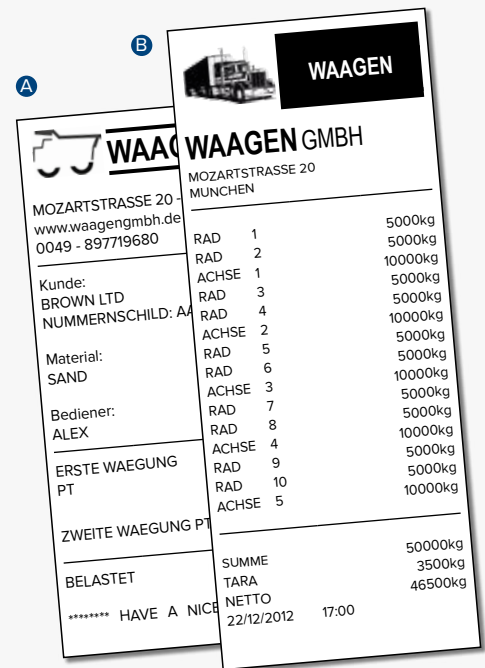 A
WAAG
MOZARTSTRASSE 20 -
www.waagengmbh.de
0049 - 897719680
Kunde:
BROWN LTD
NUMMERNSCHILD: AA
Material:
SAND
Bediener:
ALEX
ERSTE WAEGUNG
PT
ZWEITE WAEGUNG PT
BELASTET
******** HAVE A NICE
B
WAAGEN
WAAGEN GMBH
MOZARTSTRASSE 20
MUNCHEN
RAD 1 5000kg
RAD 2 5000kg
ACHSE 1 10000kg
RAD 3 5000kg
RAD 4 5000kg
ACHSE 2 10000kg
RAD 5 5000kg
RAD 6 5000kg
ACHSE 3 10000kg
RAD 7 5000kg
RAD 8 5000kg
ACHSE 4 10000kg
RAD 9 5000kg
RAD 10 5000kg
ACHSE 5 10000kg
SUMME 50000kg
TARA 3500kg
NETTO 46500kg
22/12/2012 17:00